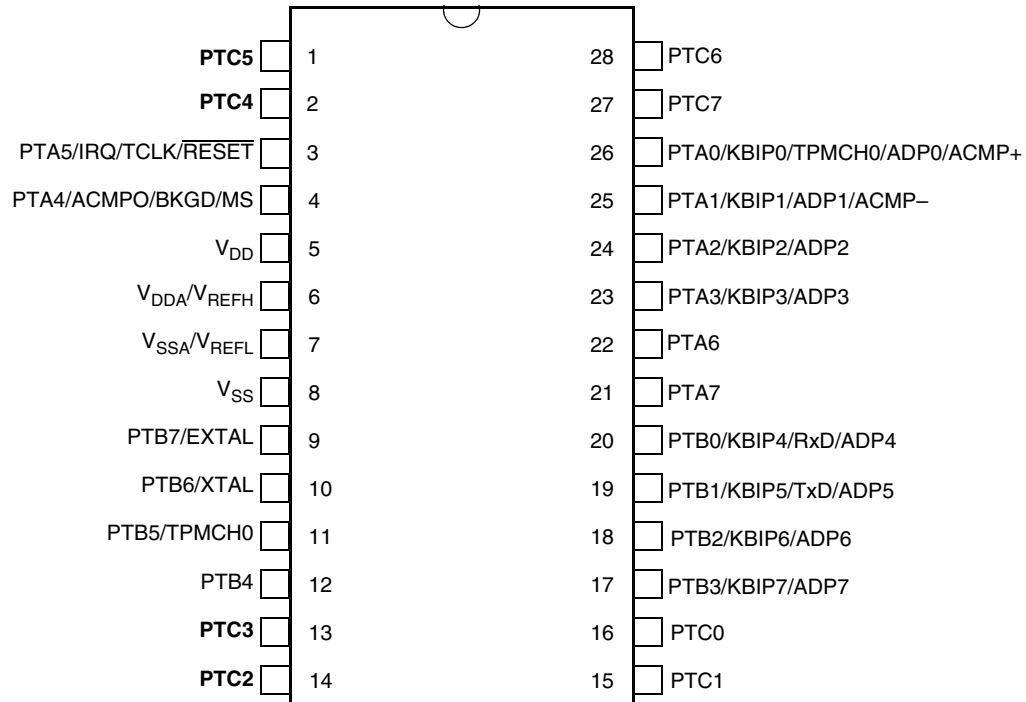 PTC5 1 28 PTC6
PTC4 2 27 PTC7
PTA5/IRQ/TCLK/RESET 3 26 PTA0/KBIP0/TPMCH0/ADP0/ACMP+
PTA4/ACMPO/BKGD/MS 4 25 PTA1/KBIP1/ADP1/ACMP–
VDD 5 24 PTA2/KBIP2/ADP2
VDDA/VREFH 6 23 PTA3/KBIP3/ADP3
VSSA/VREFL 7 22 PTA6
VSS 8 21 PTA7
PTB7/EXTAL 9 20 PTB0/KBIP4/RxD/ADP4
PTB6/XTAL 10 19 PTB1/KBIP5/TxD/ADP5
PTB5/TPMCH0 11 18 PTB2/KBIP6/ADP6
PTB4 12 17 PTB3/KBIP7/ADP7
PTC3 13 16 PTC0
PTC2 14 15 PTC1